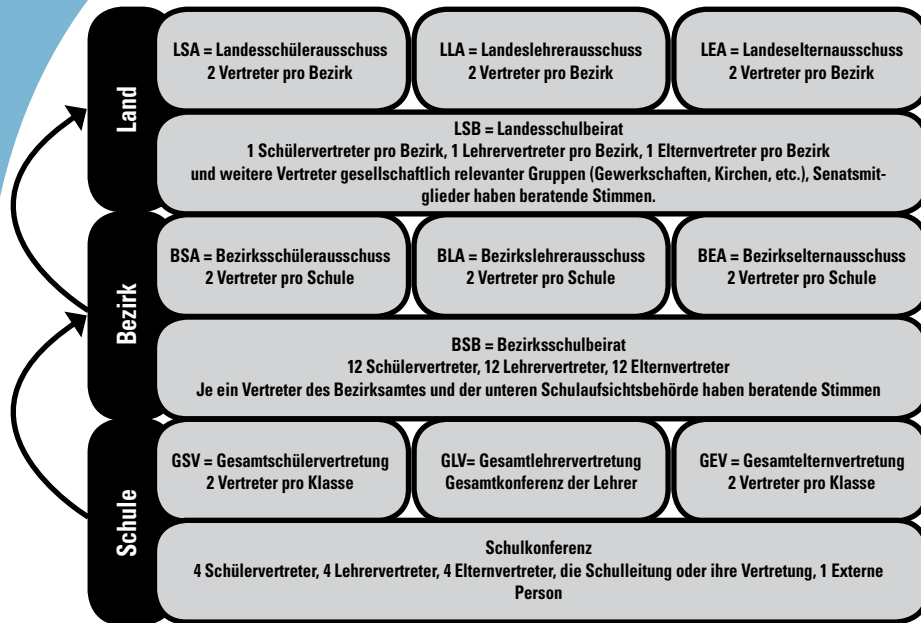 Land
LSA = Landesschülerausschuss
2 Vertreter pro Bezirk
LLA = Landeslehrerausschuss
2 Vertreter pro Bezirk
LEA = Landeselternausschuss
2 Vertreter pro Bezirk
LSB = Landesschulbeirat
1 Schülervertreter pro Bezirk, 1 Lehrervertreter pro Bezirk, 1 Elternvertreter pro Bezirk
und weitere Vertreter gesellschaftlich relevanter Gruppen (Gewerkschaften, Kirchen, etc.), Senatsmit-
glieder haben beratende Stimmen.
Bezirk
BSA = Bezirksschülerausschuss
2 Vertreter pro Schule
BLA = Bezirkslehrerausschuss
2 Vertreter pro Schule
BEA = Bezirkselternausschuss
2 Vertreter pro Schule
BSB = Bezirksschulbeirat
12 Schülervertreter, 12 Lehrervertreter, 12 Elternvertreter
Je ein Vertreter des Bezirksamtes und der unteren Schulaufsichtsbehörde haben beratende Stimmen
Schule
GSV = Gesamtschülervertretung
2 Vertreter pro Klasse
GLV= Gesamtlehrervertretung
Gesamtkonferenz der Lehrer
GEV = Gesamtelternvertretung
2 Vertreter pro Klasse
Schulkonferenz
4 Schülervertreter, 4 Lehrervertreter, 4 Elternvertreter, die Schulleitung oder ihre Vertretung, 1 Externe
Person